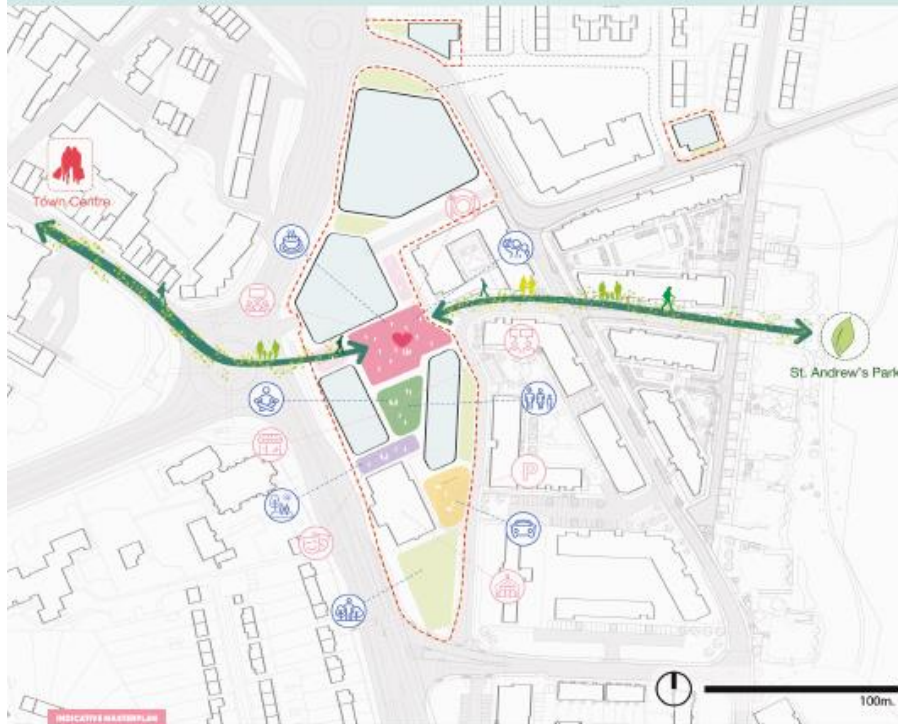 Town Centre
St. Andrew's Park
P
100m.
INDICATIVE MASTERPLAN